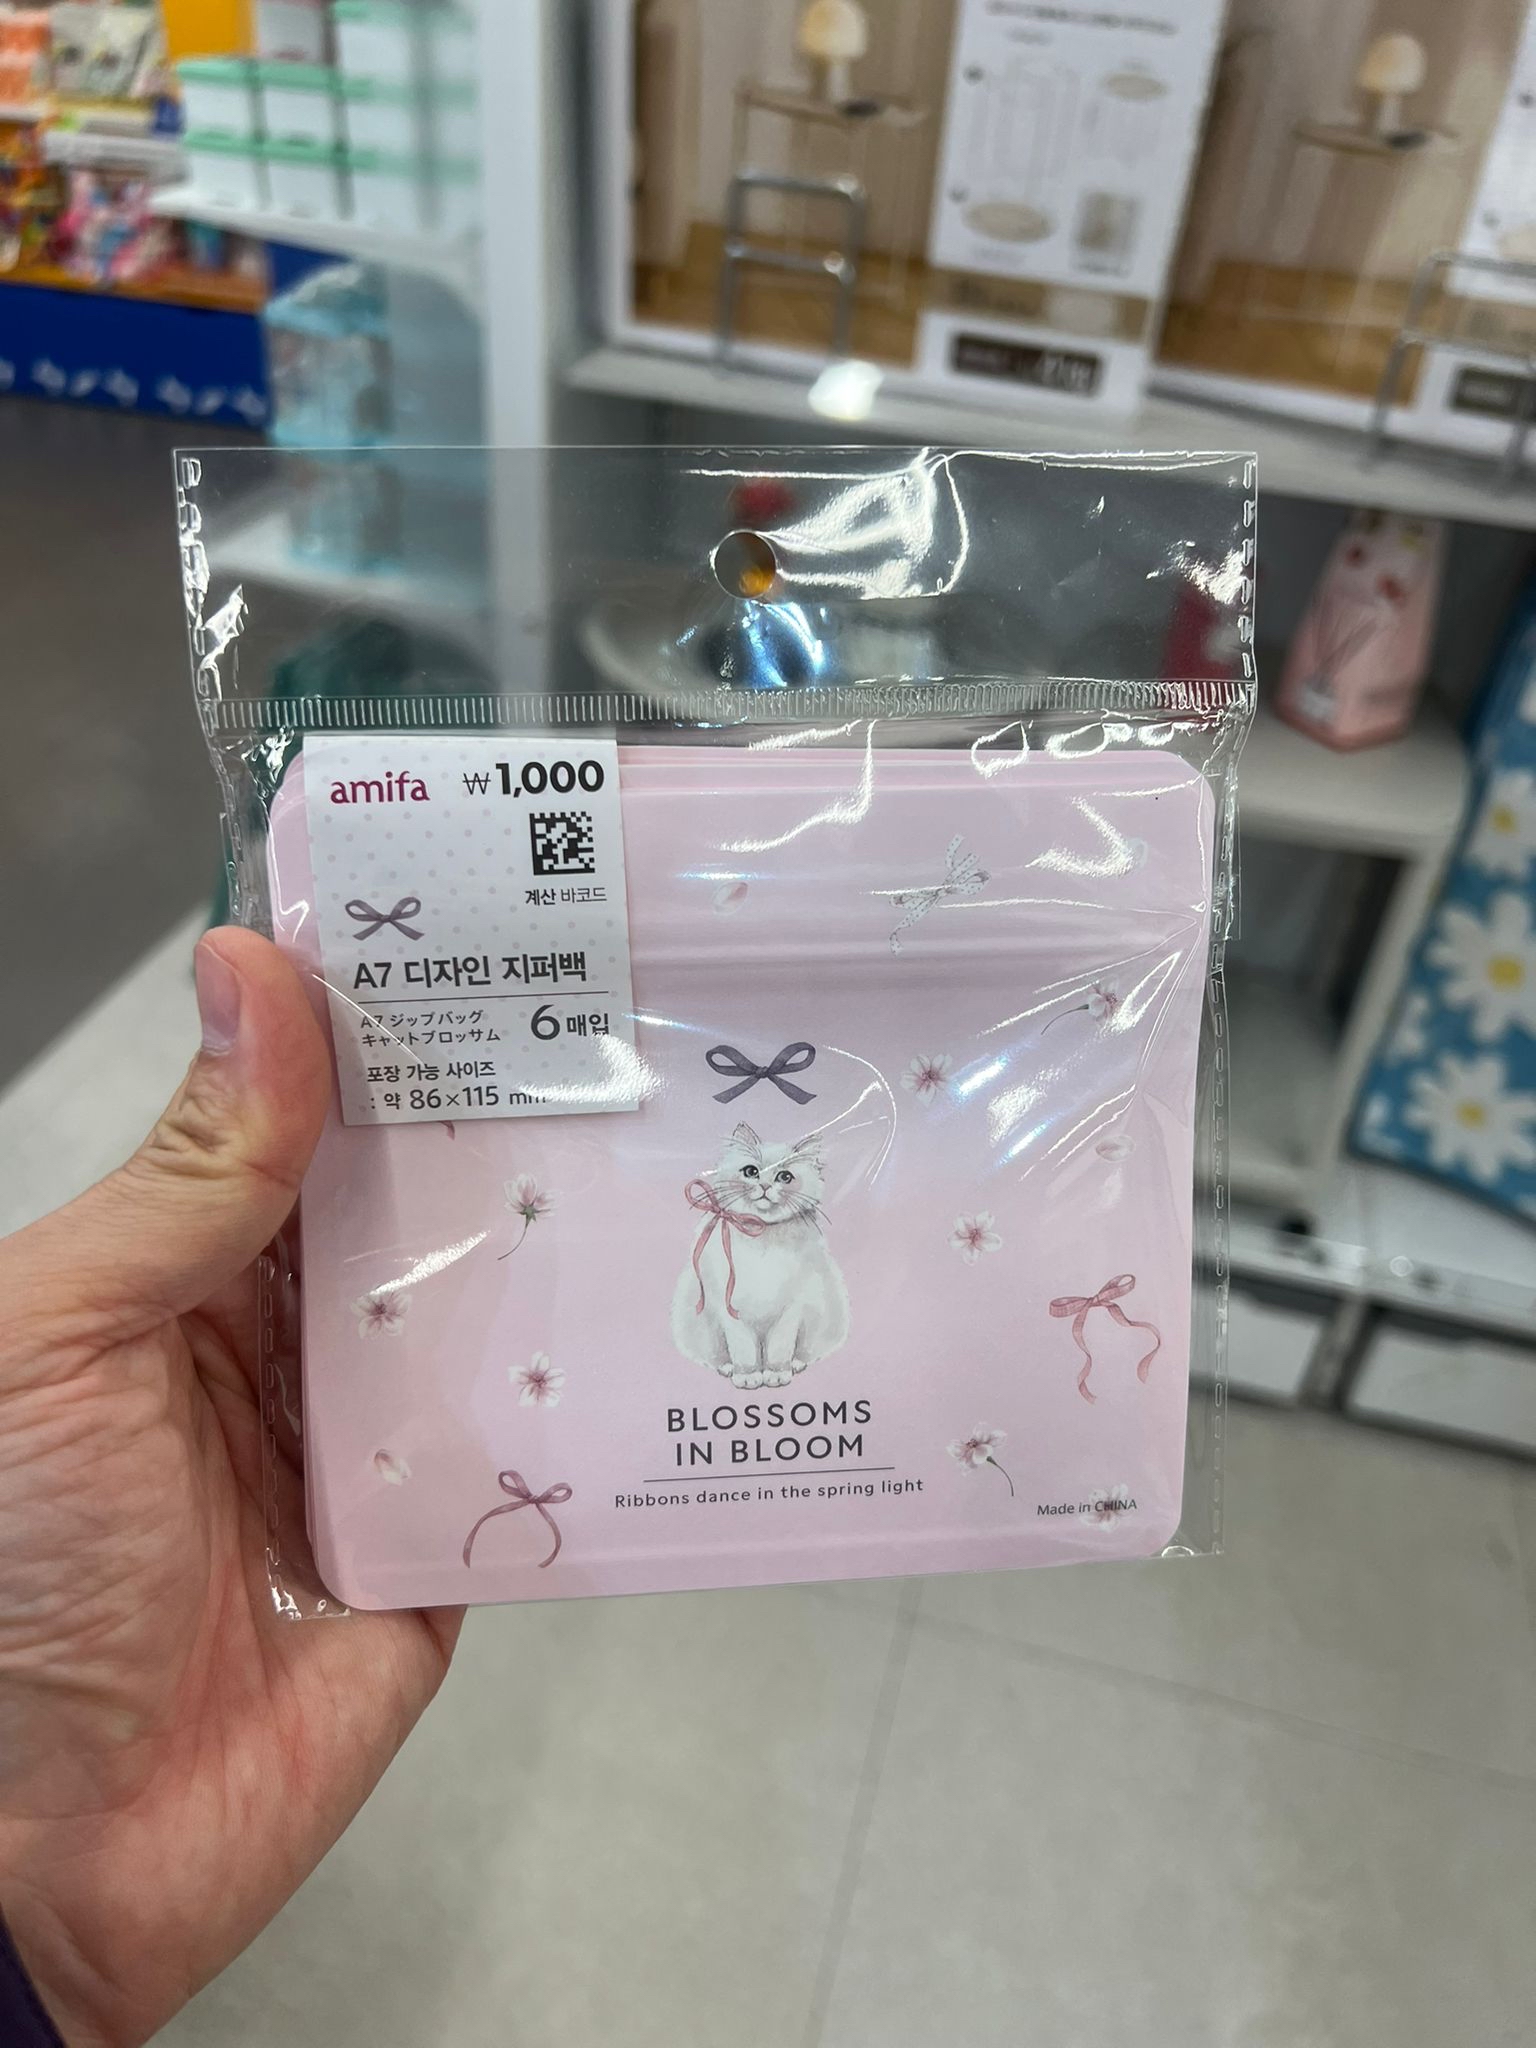 amifa ₩1,000
계산 바코드
A7 디자인 지퍼백
A7 ジップバッグ
キャットブロッサム
6매입
포장 가능 사이즈
: 약 86×115 mm
BLOSSOMS
IN BLOOM
Ribbons dance in the spring light
Made in CHINA